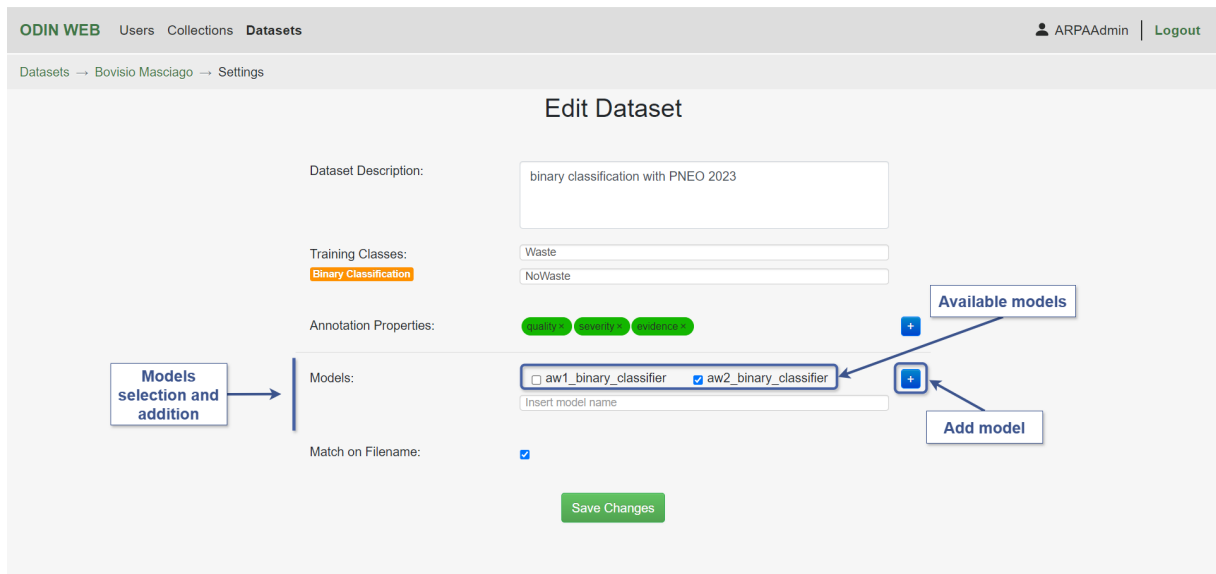 ODIN WEB Users Collections Datasets ARPAAdmin Logout
Datasets → Bovisio Masciago → Settings
Edit Dataset
Dataset Description:
binary classification with PNEO 2023
Training Classes:
Waste
Binary Classification
NoWaste
Available models
Annotation Properties:
quality × severity × evidence × +
Models
selection and
addition
Models:
aw1_binary_classifier aw2_binary_classifier +
Insert model name
Add model
Match on Filename:
Save Changes